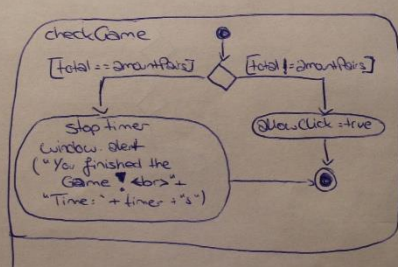 checkGame
[total == amountPairs]
[total != amountPairs]
stop timer
window.alert
("You finished the
Game! <br>" +
"Time: " + timer + "s")
allowClick = true